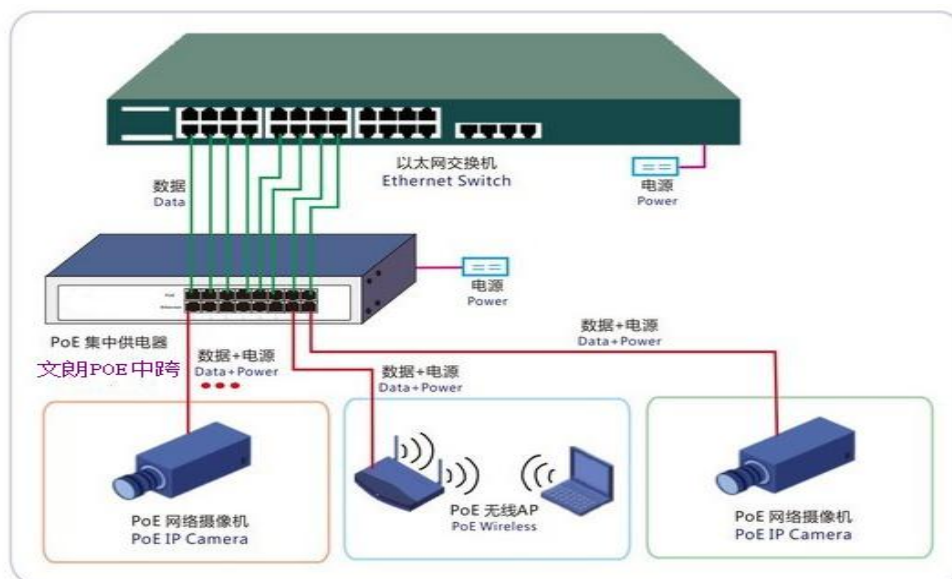 以太网交换机
Ethernet Switch
电源
Power
数据
Data
电源
Power
PoE
Ethernet
PoE 集中供电器
文朗POE中跨
数据+电源
Data+Power
数据+电源
Data+Power
数据+电源
Data+Power
PoE 网络摄像机
PoE IP Camera
PoE 无线AP
PoE Wireless
PoE 网络摄像机
PoE IP Camera